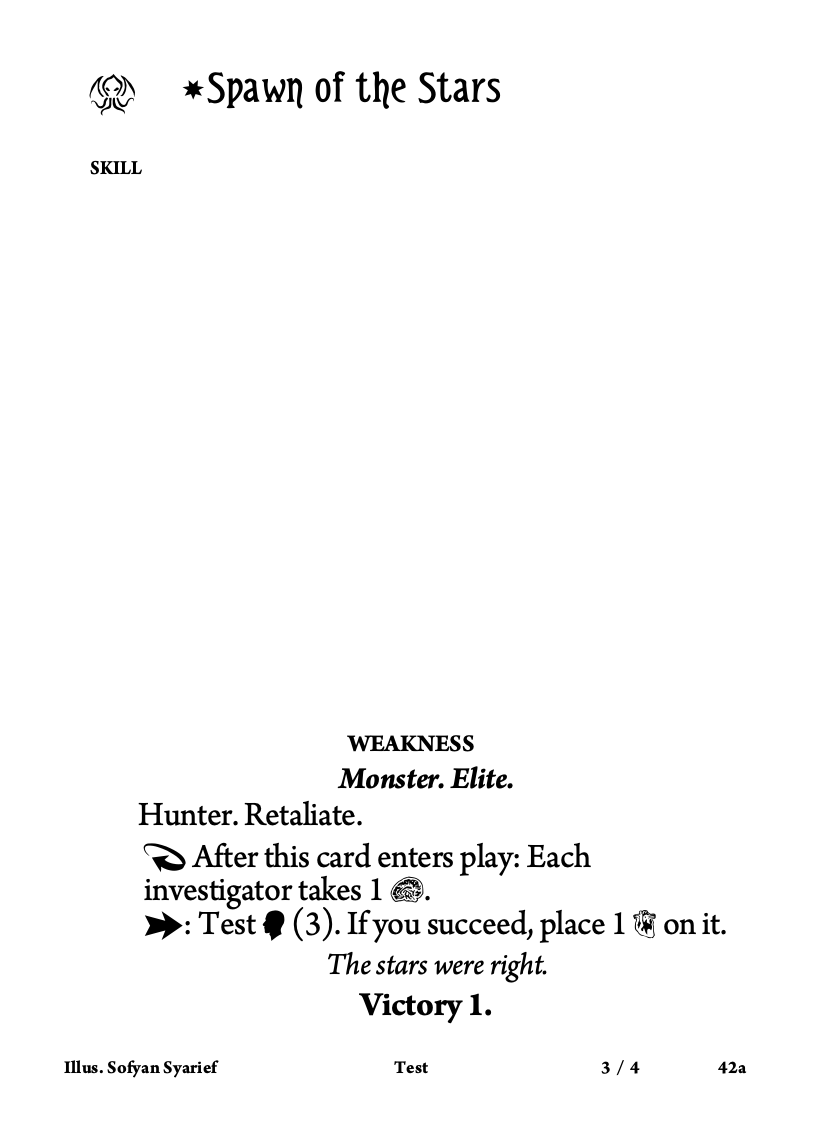 ✶Spawn of the Stars
SKILL
WEAKNESS
Monster. Elite.
Hunter. Retaliate.
After this card enters play: Each
investigator takes 1 .
: Test (3). If you succeed, place 1 on it.
The stars were right.
Victory 1.
Illus. Sofyan Syarief Test 3 / 4 42a